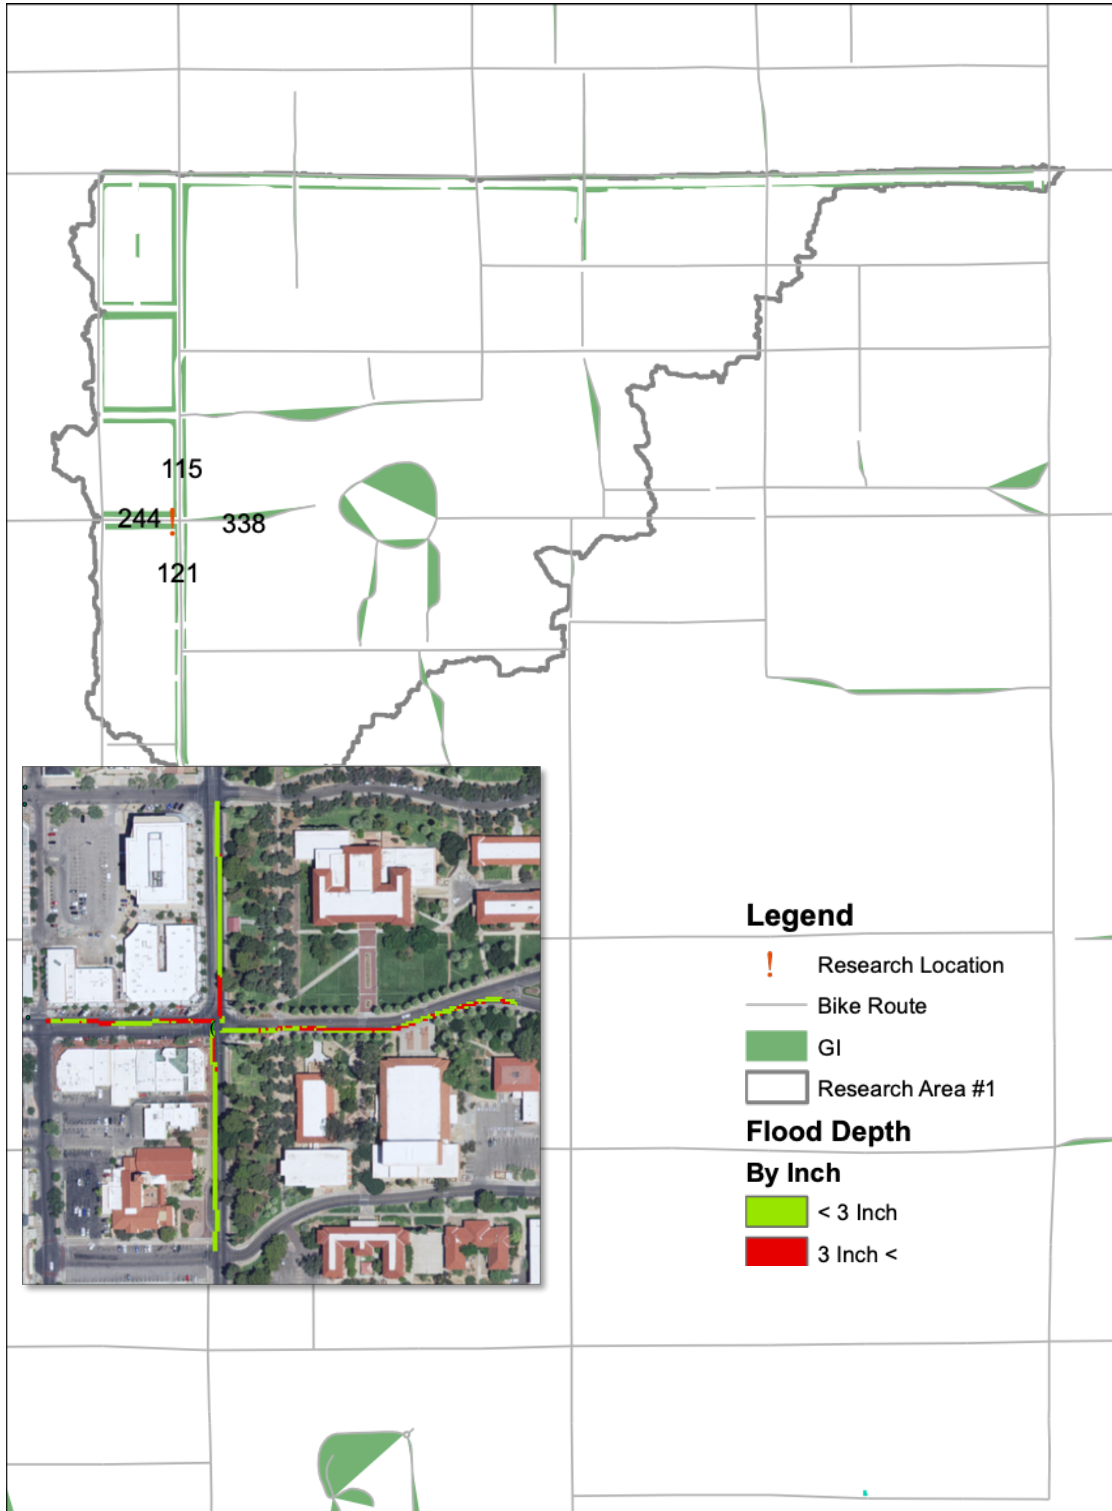 115
244
338
121
Legend
Research Location
Bike Route
GI
Research Area #1
Flood Depth
By Inch
< 3 Inch
3 Inch <